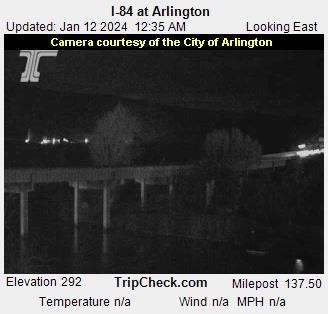 I-84 at Arlington
Updated: Jan 12 2024 12:35 AM Looking East
Camera courtesy of the City of Arlington
Elevation 292 TripCheck.com Milepost 137.50
Temperature n/a Wind n/a MPH n/a